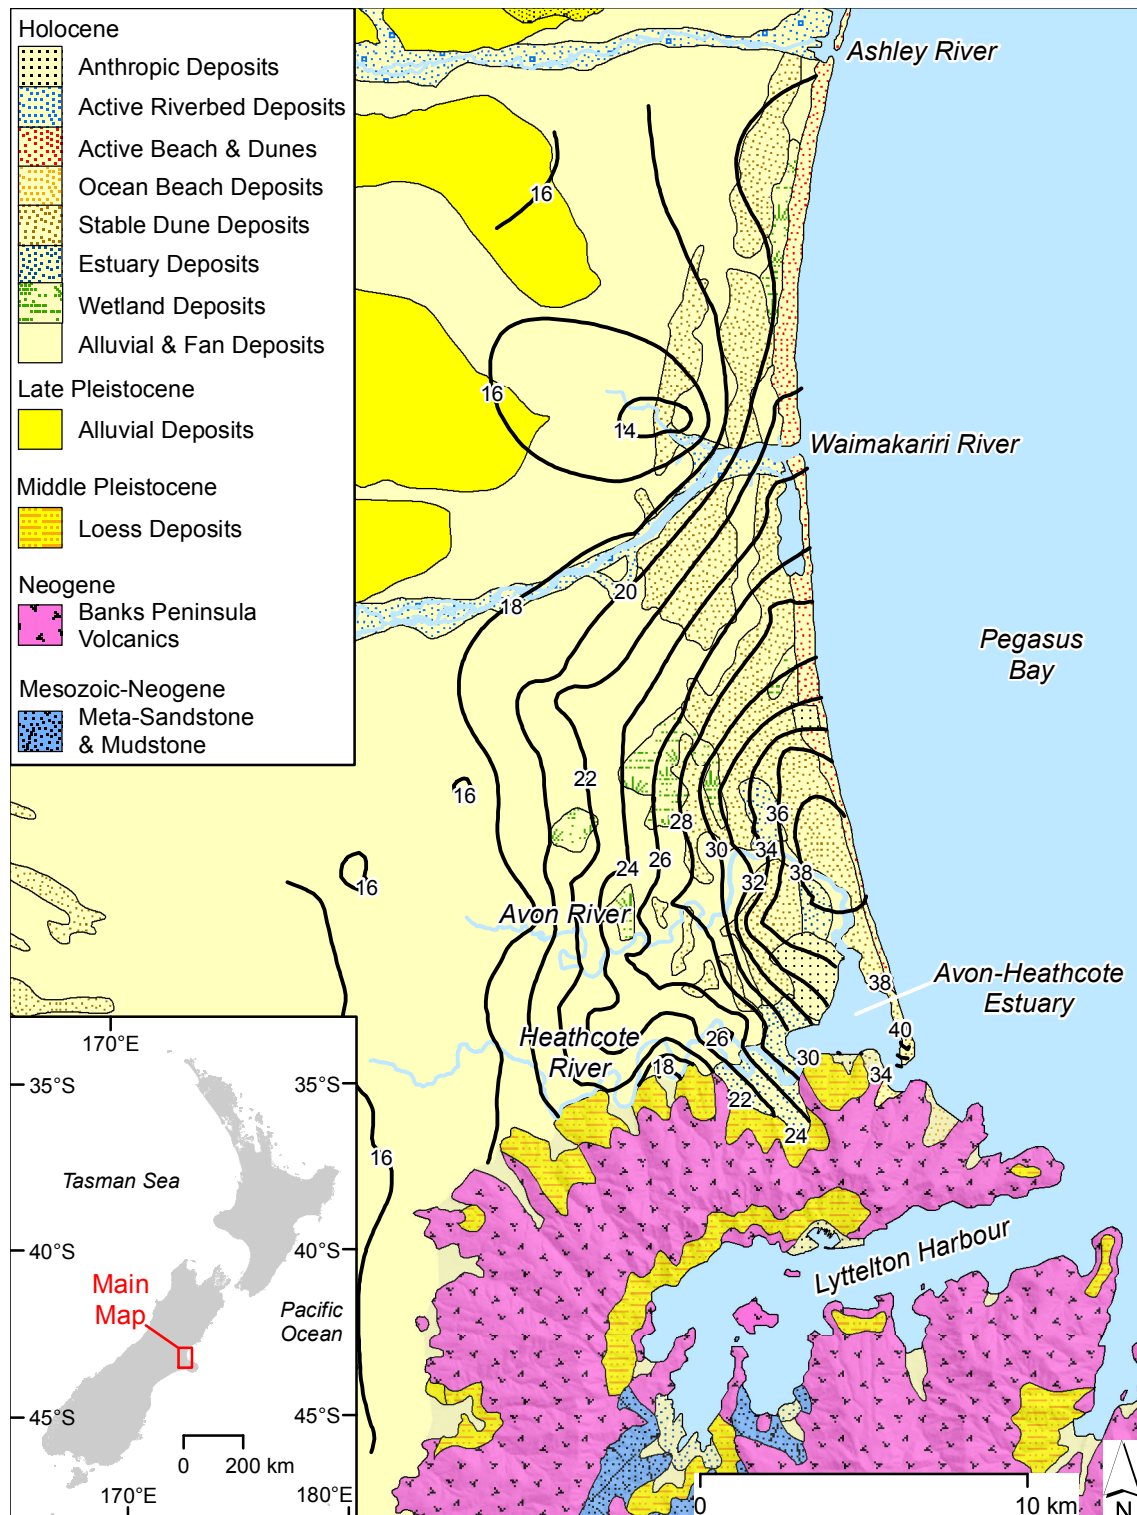 Holocene
Anthropic Deposits
Active Riverbed Deposits
Active Beach & Dunes
Ocean Beach Deposits
Stable Dune Deposits
Estuary Deposits
Wetland Deposits
Alluvial & Fan Deposits
Late Pleistocene
Alluvial Deposits
Middle Pleistocene
Loess Deposits
Neogene
Banks Peninsula
Volcanics
Mesozoic-Neogene
Meta-Sandstone
& Mudstone
Ashley River
16
16
14
Waimakariri River
20
18
Pegasus
Bay
22
16
36
28
30
34
26
24
38
32
16
Avon River
Avon-Heathcote
Estuary
38
40
Heathcote
River
26
30
18
34
22
24
16
Lyttelton Harbour
170°E
35°S
35°S
Tasman Sea
40°S
40°S
Main
Map
Pacific
Ocean
45°S
45°S
0
200 km
170°E
180°E
0
10 km
N